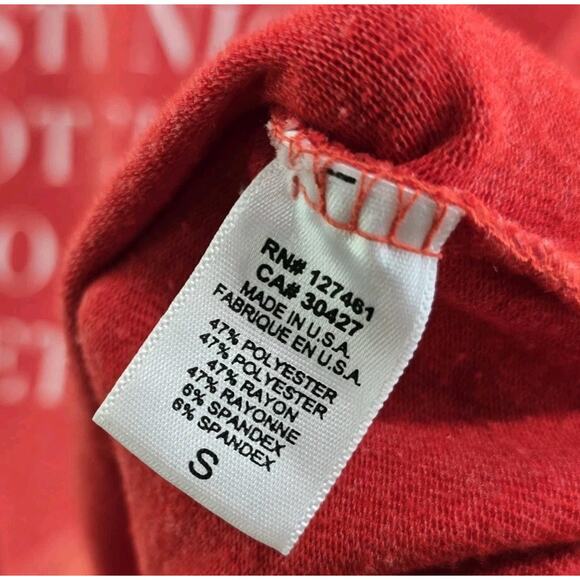 RN# 127461
CA# 30427
MADE IN U.S.A.
FABRIQUE EN U.S.A.
47% POLYESTER
47% POLYESTER
47% RAYON
47% RAYONNE
6% SPANDEX
6% SPANDEX
S